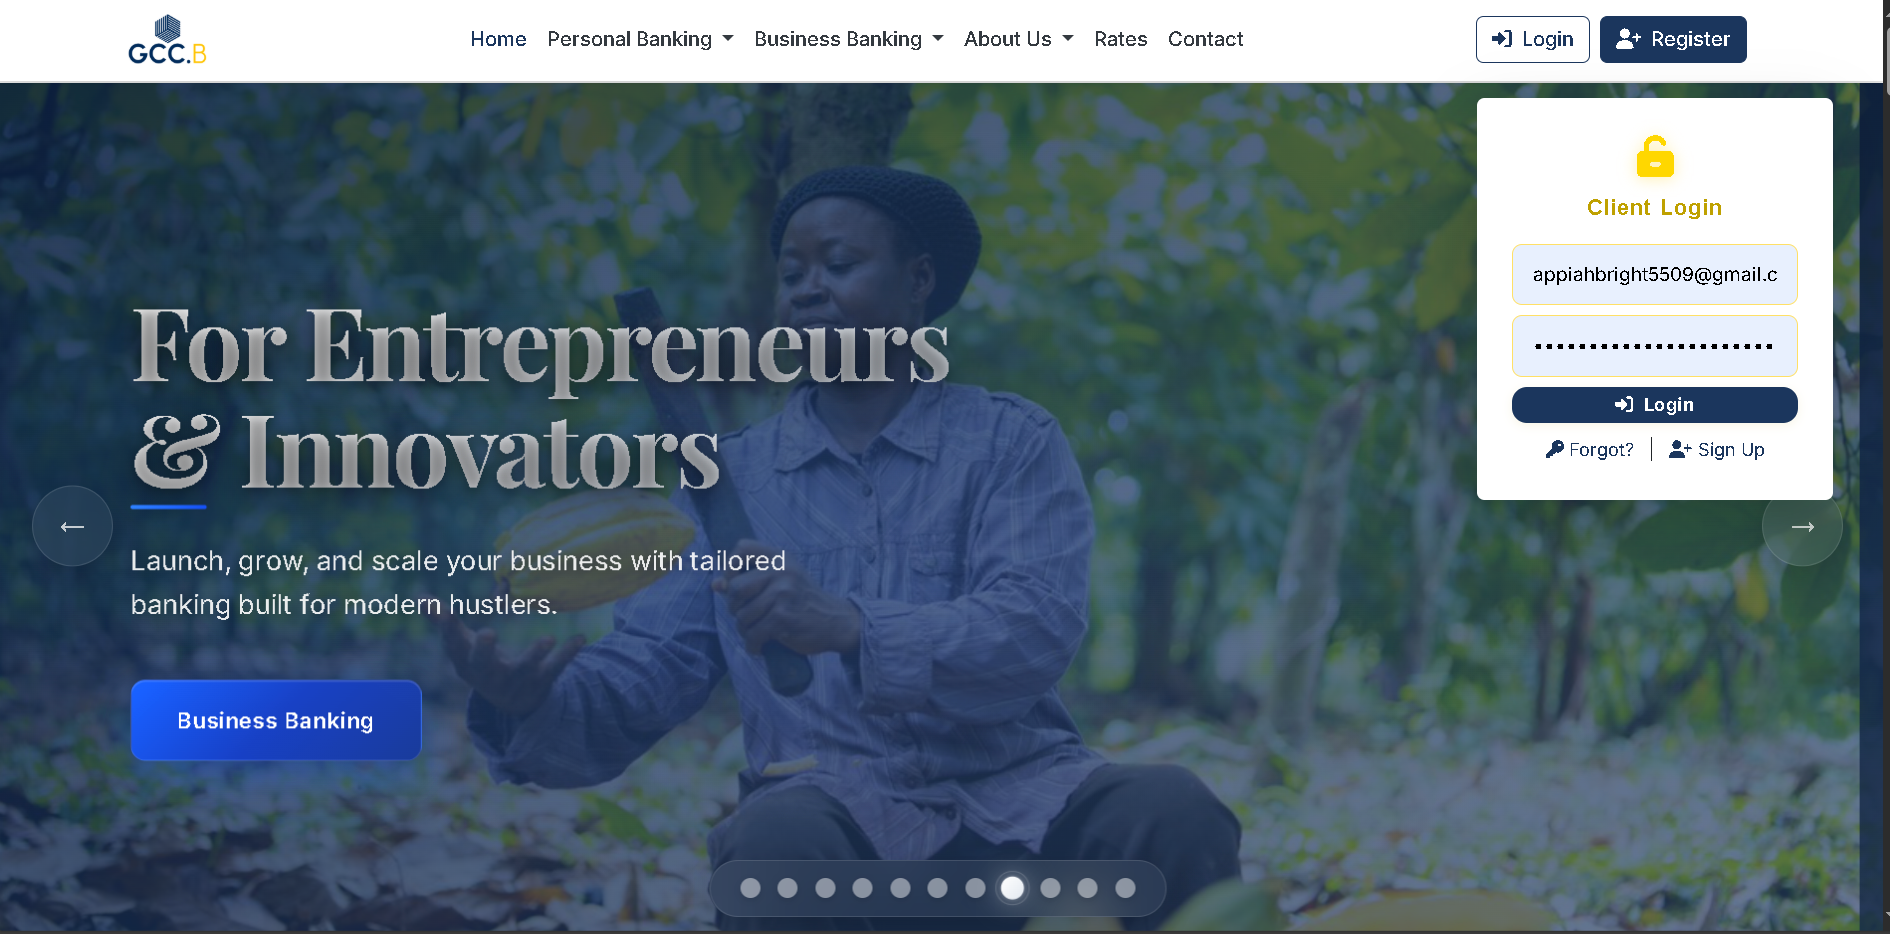 GCC.B
Home
Personal Banking
Business Banking
About Us
Rates
Contact
Login
Register
Client Login
appiahbright5509@gmail.c
Login
Forgot?
Sign Up
For Entrepreneurs
& Innovators
Launch, grow, and scale your business with tailored
banking built for modern hustlers.
Business Banking